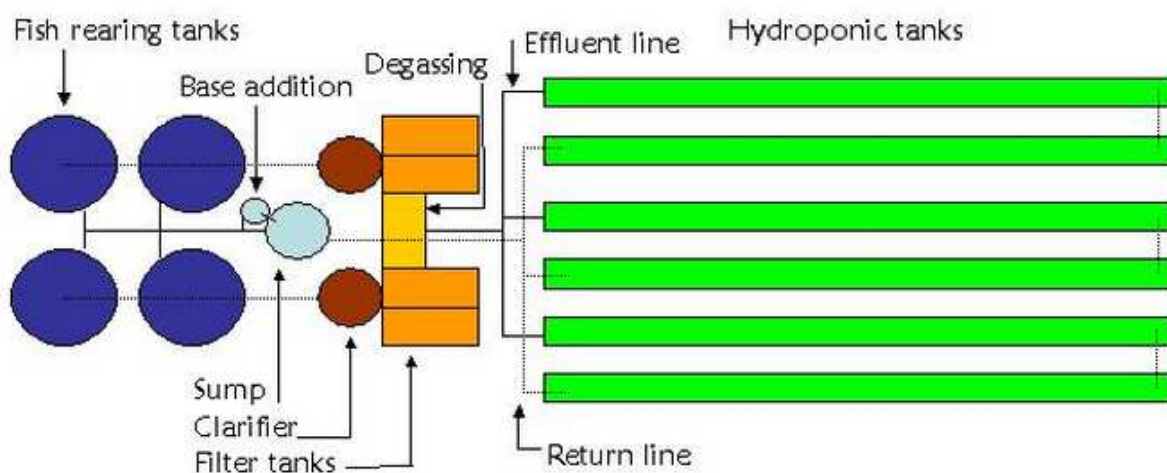 Fish rearing tanks
Effluent line
Hydroponic tanks
Degassing
Base addition
Sump
Clarifier
Filter tanks
Return line